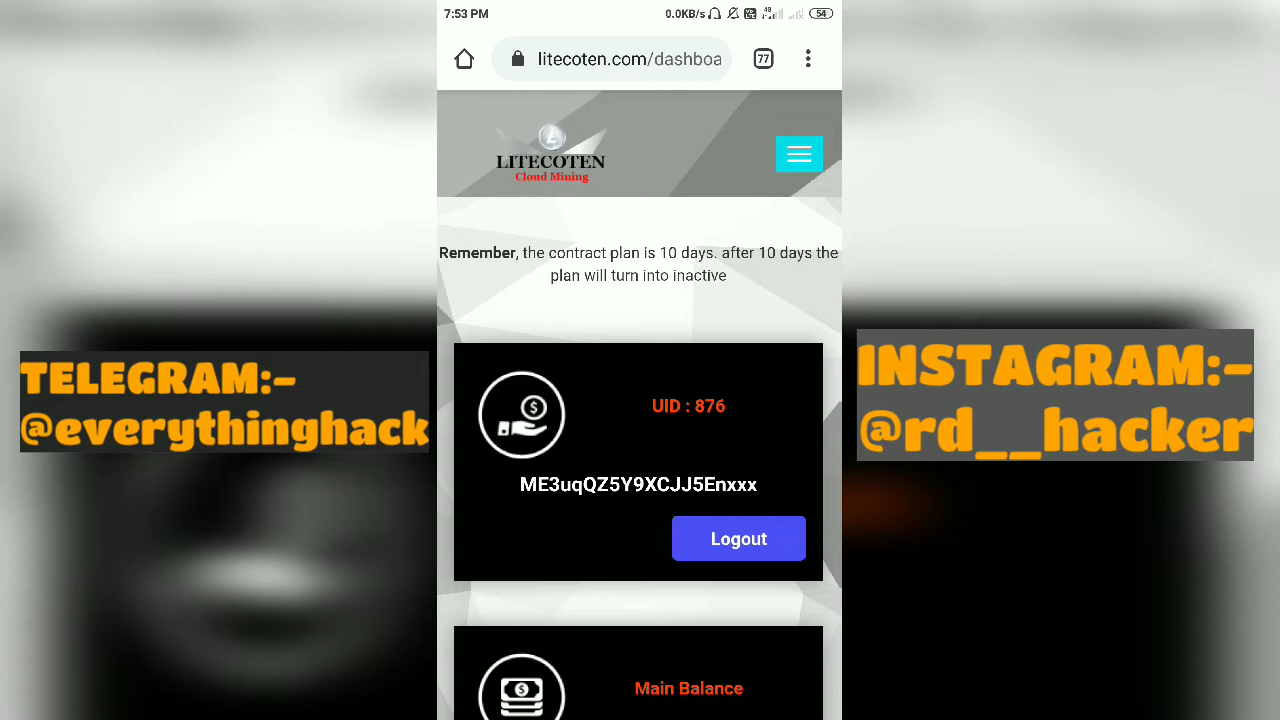 7:53 PM
0.0KB/s
4G
54
litecoten.com/dashboa
77
LITECOTEN
Cloud Mining
Remember, the contract plan is 10 days. after 10 days the
plan will turn into inactive
TELEGRAM:-
@everythinghack
INSTAGRAM:-
@rd__hacker
UID : 876
ME3uqQZ5Y9XCJJ5Enxxx
Logout
Main Balance